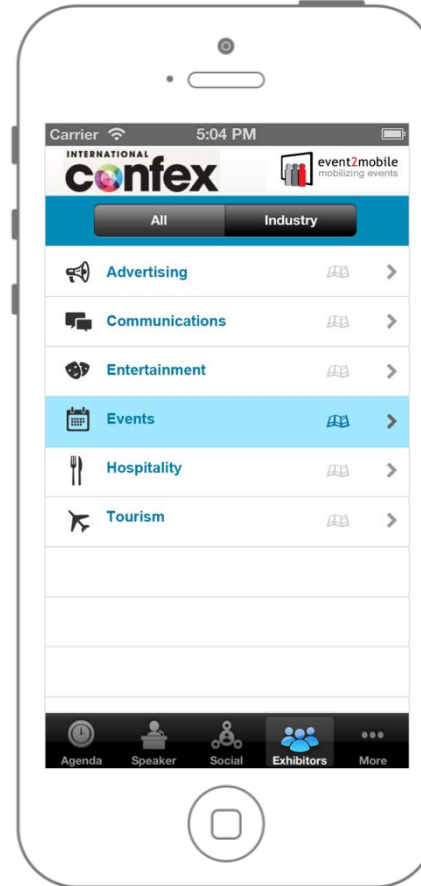 Carrier 5:04 PM
INTERNATIONAL
confex
event2mobile
mobilizing events
All Industry
Advertising
Communications
Entertainment
Events
Hospitality
Tourism
Agenda Speaker Social Exhibitors More